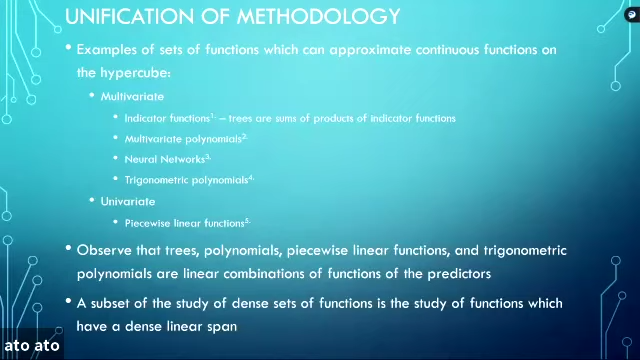 UNIFICATION OF METHODOLOGY
• Examples of sets of functions which can approximate continuous functions on
the hypercube:
• Multivariate
• Indicator functions1. – trees are sums of products of indicator functions
• Multivariate polynomials2.
• Neural Networks3.
• Trigonometric polynomials4.
• Univariate
• Piecewise linear functions5.
• Observe that trees, polynomials, piecewise linear functions, and trigonometric
polynomials are linear combinations of functions of the predictors
• A subset of the study of dense sets of functions is the study of functions which
have a dense linear span
ato ato